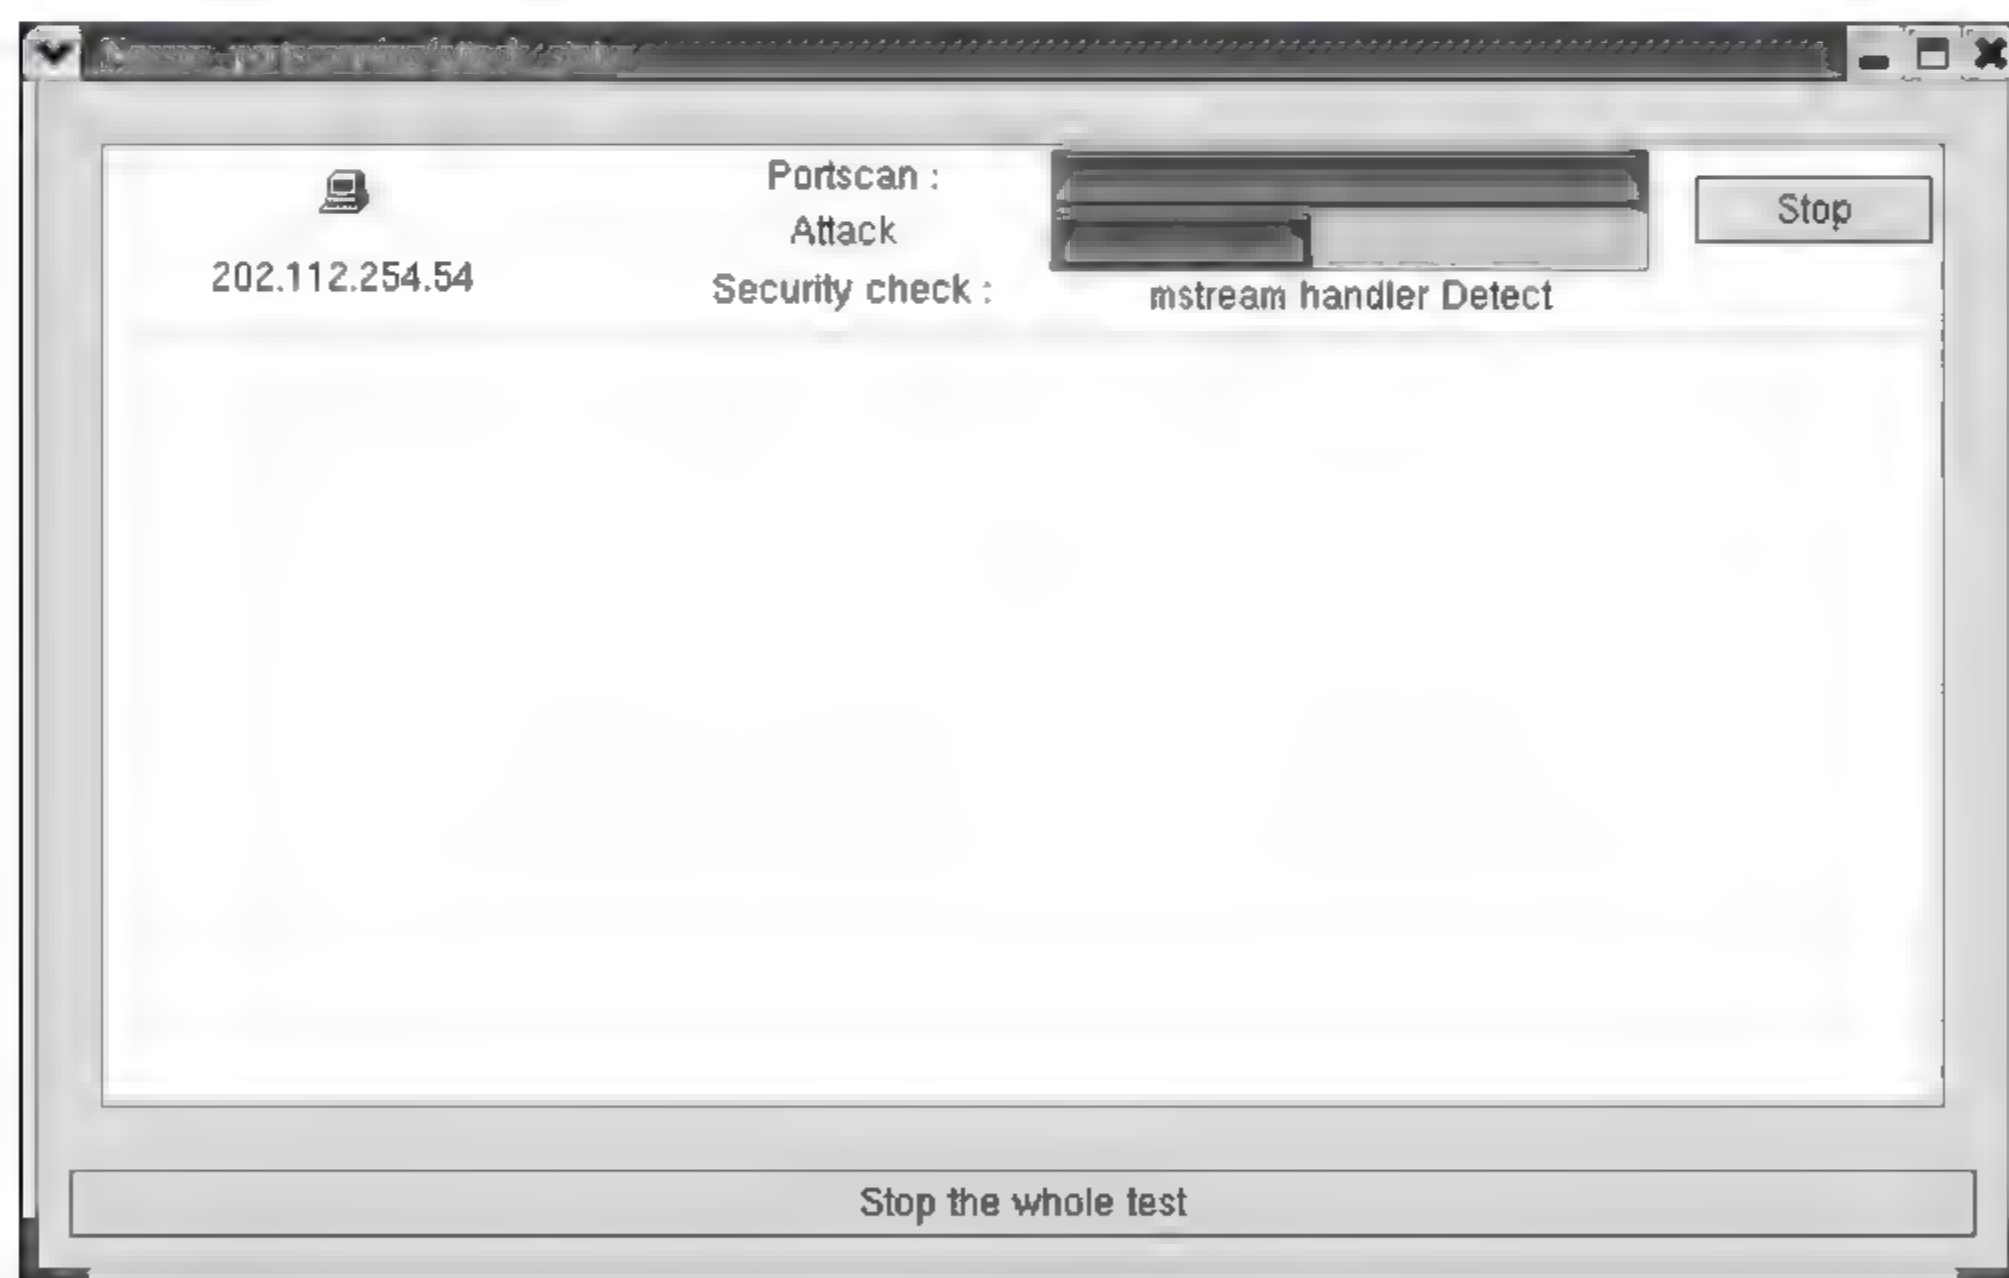 Portscan :
Attack
Stop
202.112.254.54
Security check :
mstream handler Detect
Stop the whole test